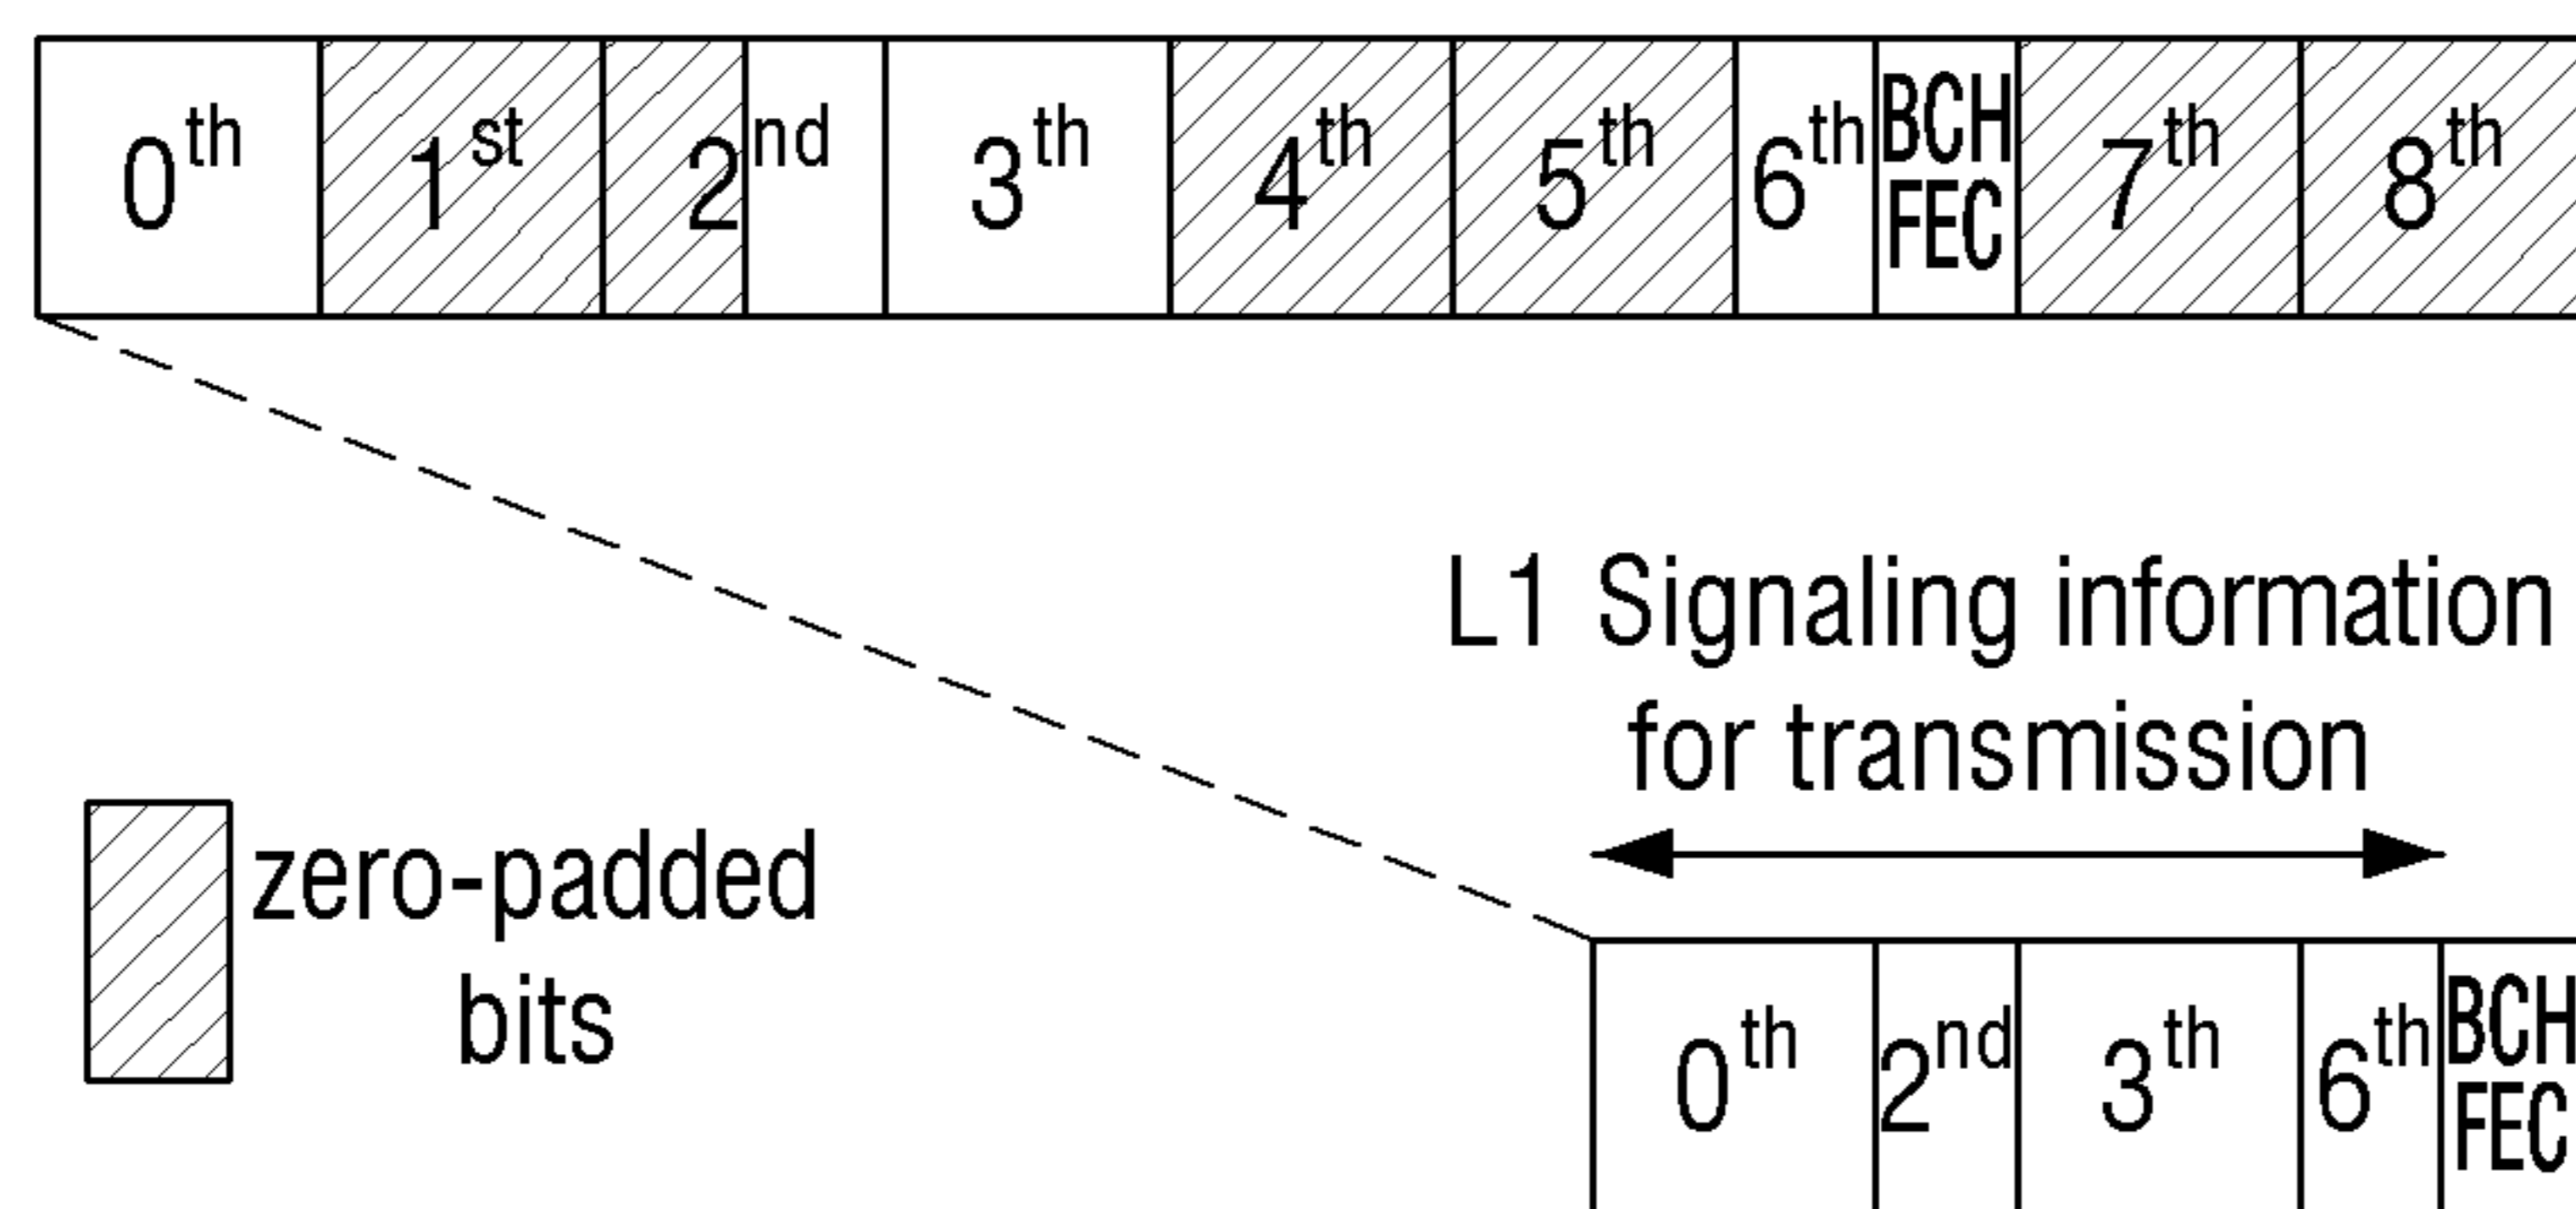 0th 1st 2nd 3th 4th 5th 6th BCH FEC 7th 8th
L1 Signaling information
for transmission
zero-padded
bits
0th 2nd 3th 6th BCH FEC